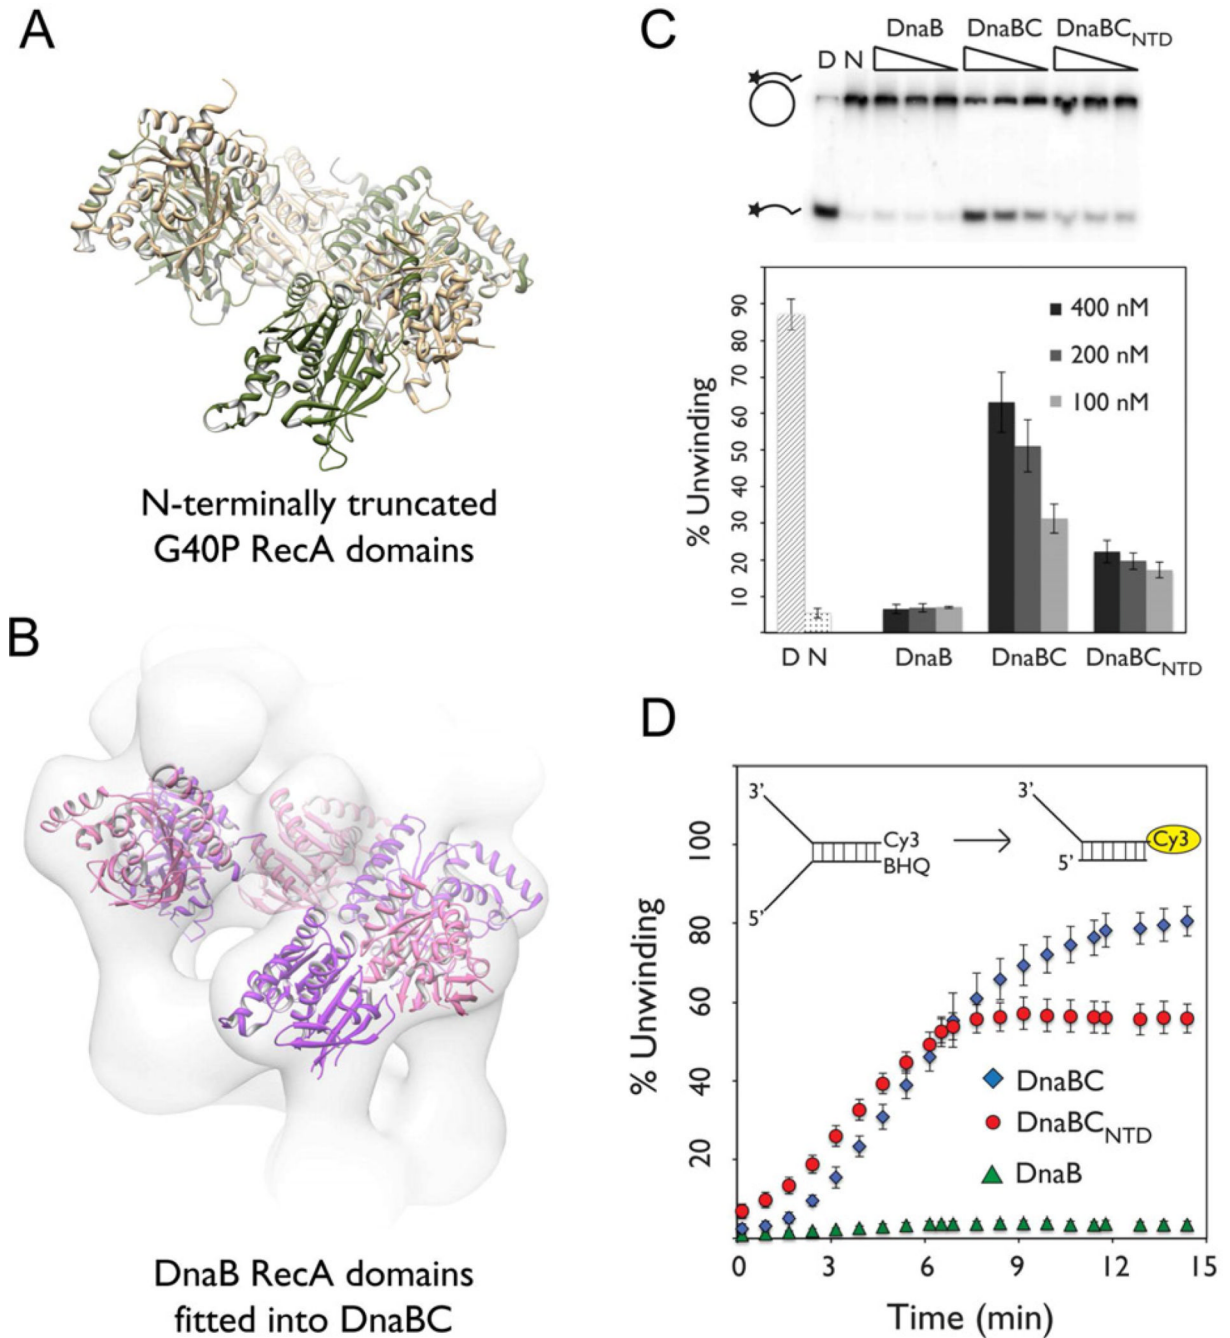 A
N-terminally truncated
G40P RecA domains
B
DnaB RecA domains
fitted into DnaBC
C
DnaB DnaBC DnaBCNTD
D N
% Unwinding
90
80
70
60
50
40
30
20
10
400 nM
200 nM
100 nM
D N DnaB DnaBC DnaBCNTD
D
% Unwinding
100
80
60
40
20
3'
5'
Cy3
BHQ
3'
5'
Cy3
DnaBC
DnaBCNTD
DnaB
0 3 6 9 12 15
Time (min)